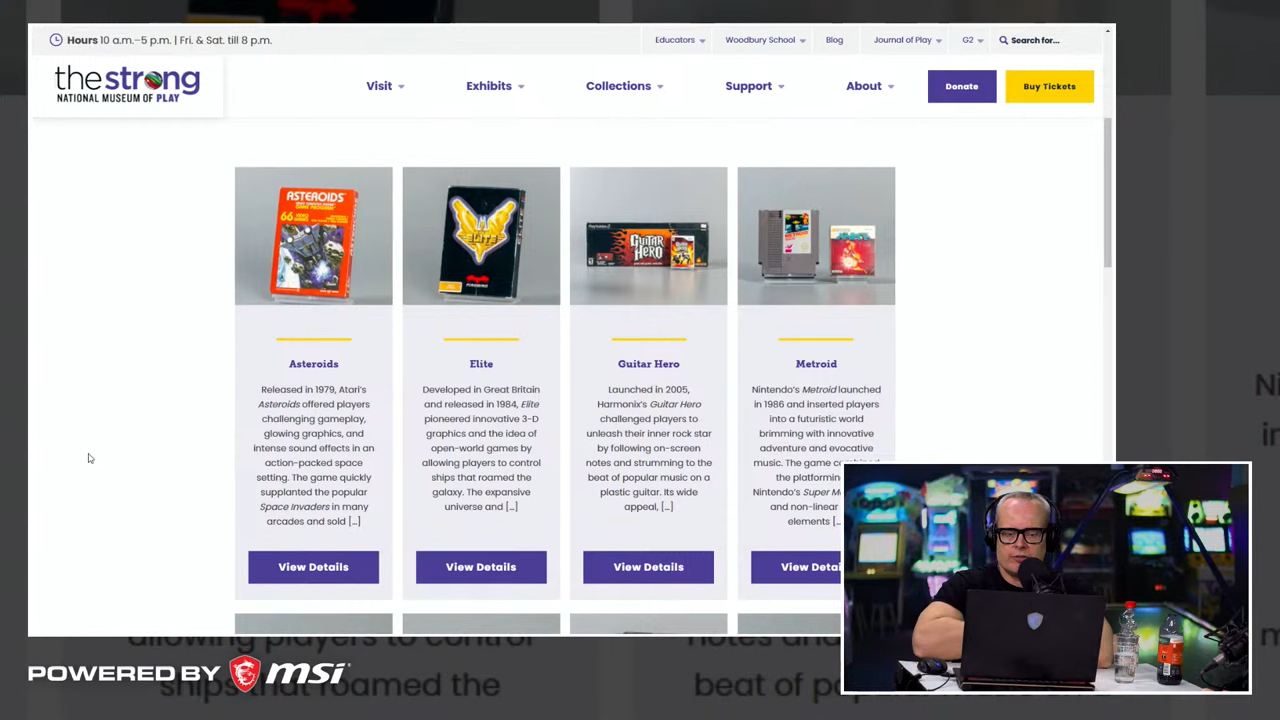 Hours 10 a.m.–5 p.m. | Fri. & Sat. till 8 p.m.
Educators
Woodbury School
Blog
Journal of Play
G2
Search for...
the strong
NATIONAL MUSEUM OF PLAY
Visit
Exhibits
Collections
Support
About
Donate
Buy Tickets
ASTEROIDS
66
ELITE
FIREBIRD
GUITAR HERO
Asteroids
Released in 1979, Atari's
Asteroids offered players
challenging gameplay,
glowing graphics, and
intense sound effects in an
action-packed space
setting. The game quickly
supplanted the popular
Space Invaders in many
arcades and sold [...]
View Details
Elite
Developed in Great Britain
and released in 1984, Elite
pioneered innovative 3-D
graphics and the idea of
open-world games by
allowing players to control
ships that roamed the
galaxy. The expansive
universe and [...]
View Details
Guitar Hero
Launched in 2005,
Harmonix's Guitar Hero
challenged players to
unleash their inner rock star
by following on-screen
notes and strumming to the
beat of popular music on a
plastic guitar. Its wide
appeal, [...]
View Details
Metroid
Nintendo's Metroid launched
in 1986 and inserted players
into a futuristic world
brimming with innovative
adventure and evocative
music. The game
the platforming
Nintendo's Super M
and non-linear
elements [...
View Detai
allowing players to control
ships that roamed the
notes and
beat of po
Ni
in
m
POWERED BY msi